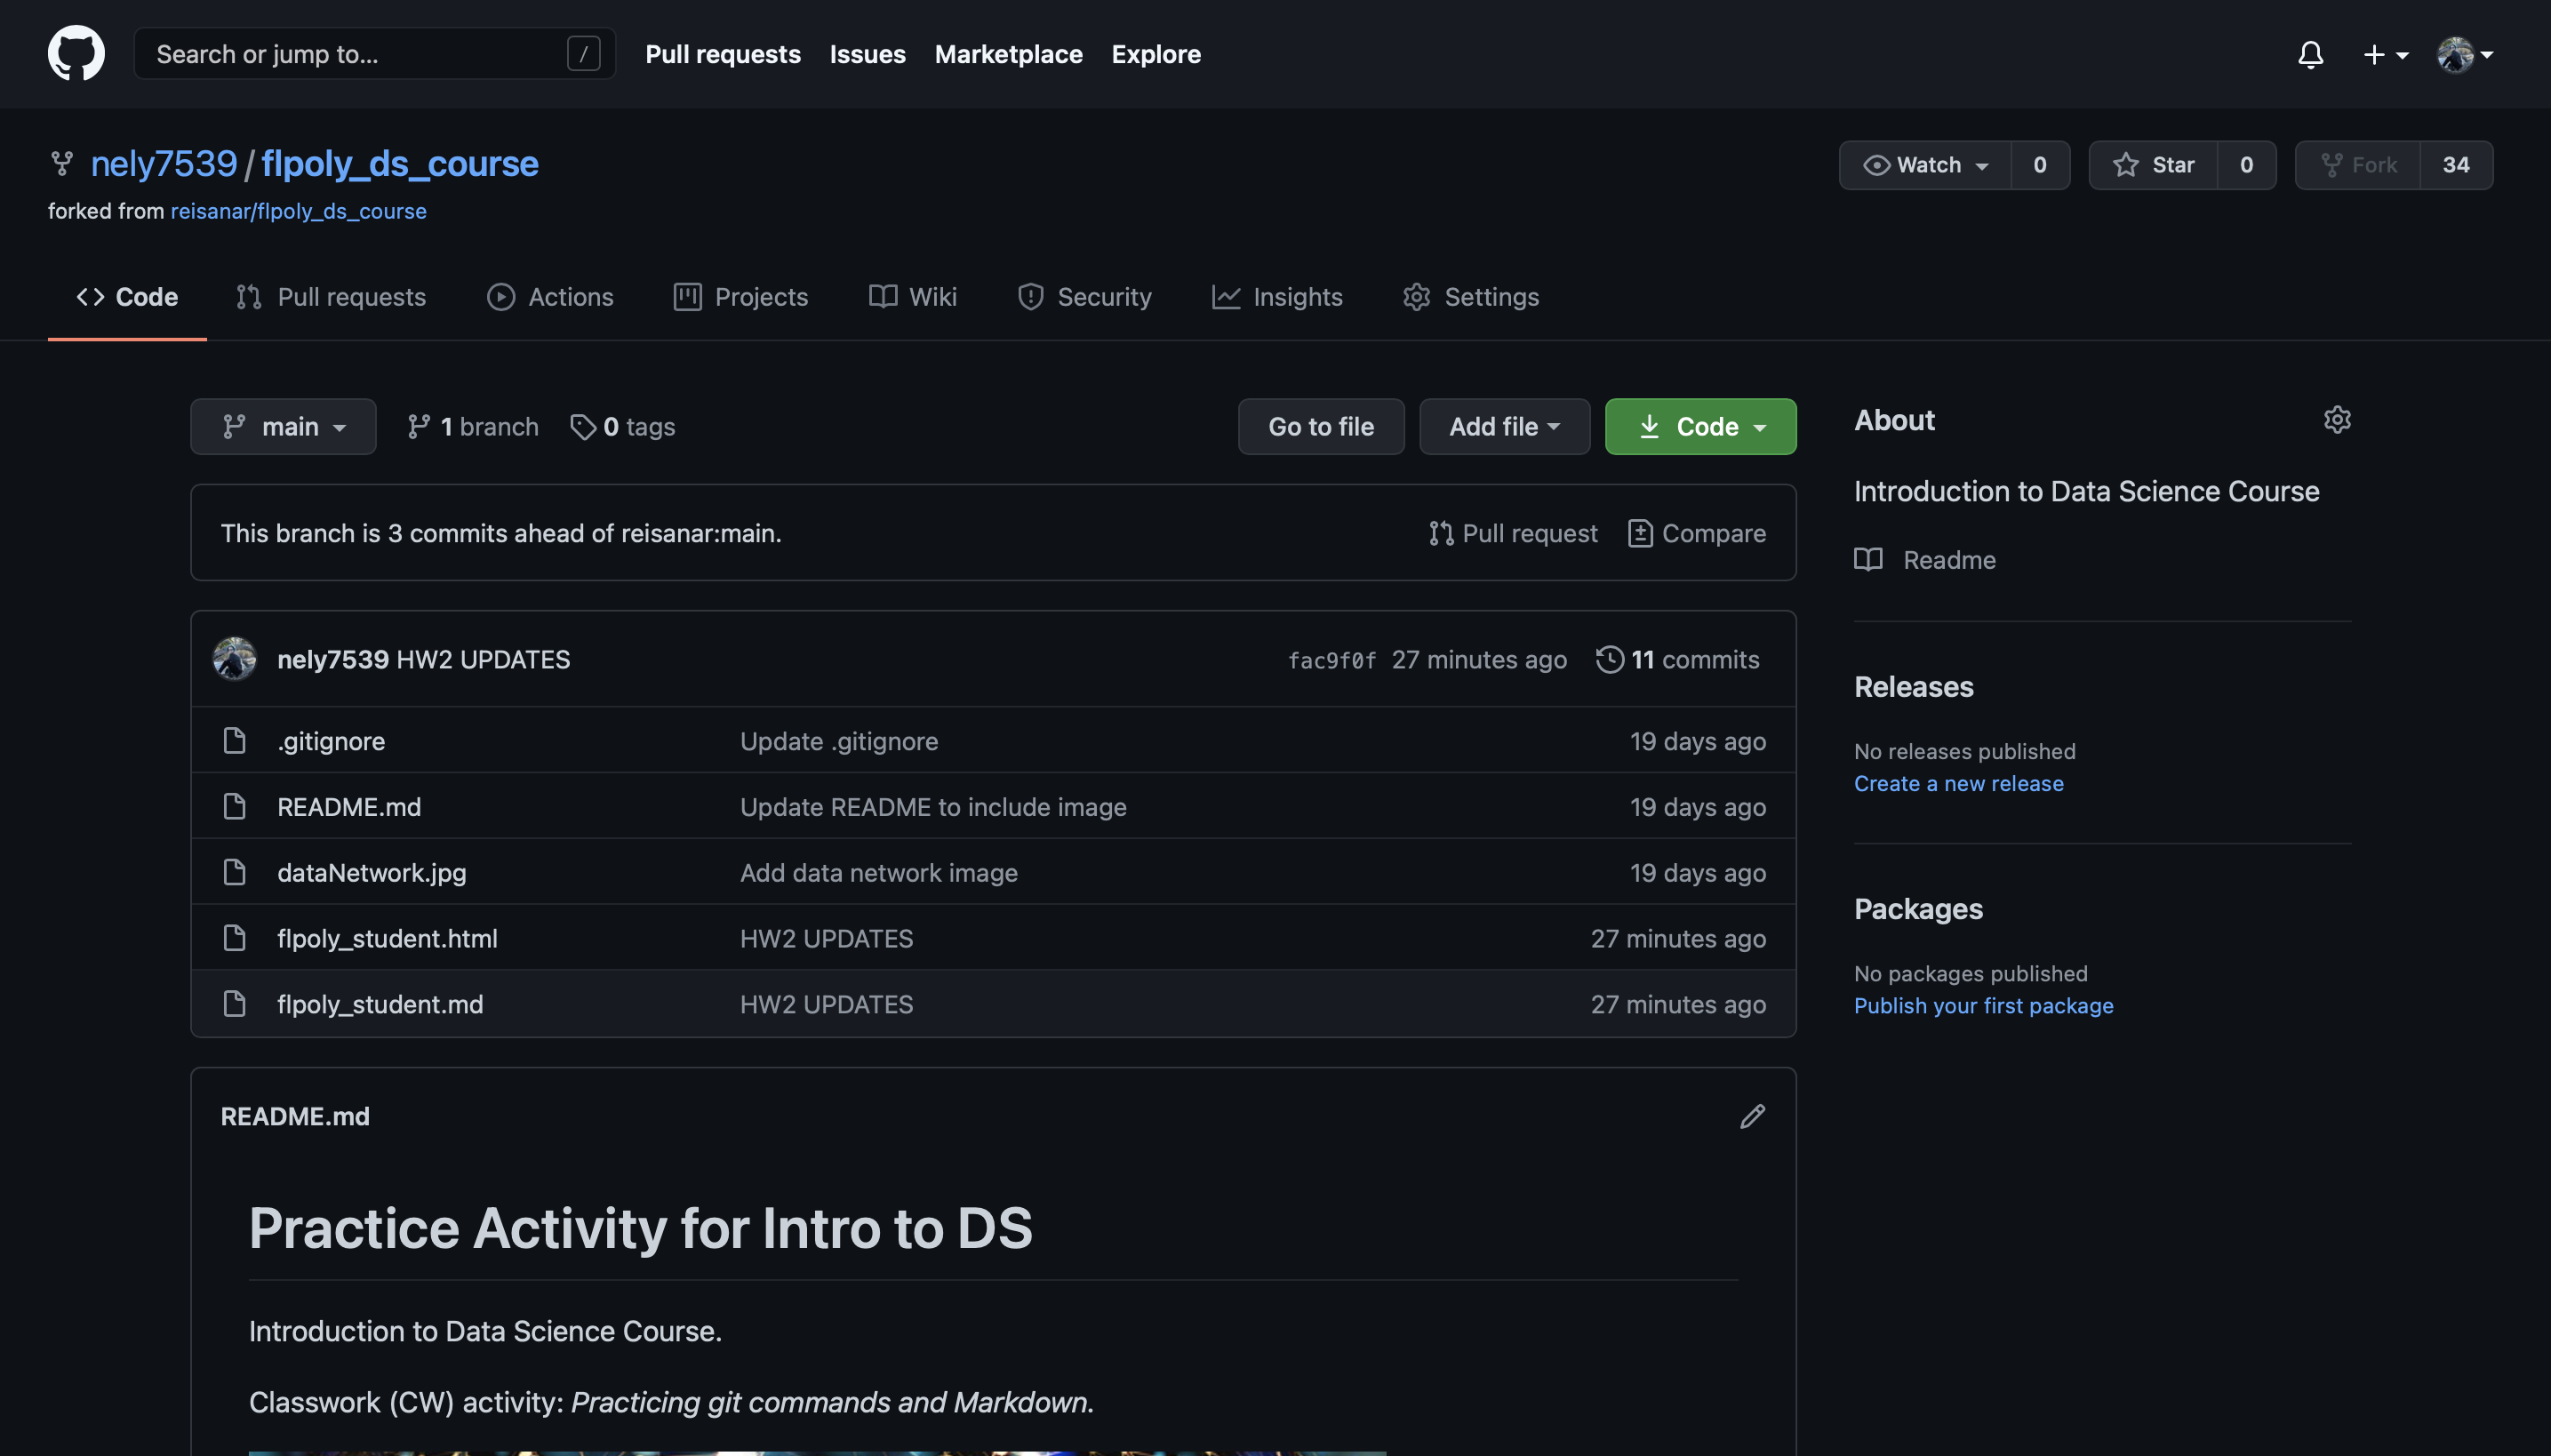 Search or jump to... /
Pull requests Issues Marketplace Explore
nely7539 / flpoly_ds_course
forked from reisanar/flpoly_ds_course
Watch 0 Star 0 Fork 34
Code Pull requests Actions Projects Wiki Security Insights Settings
main 1 branch 0 tags Go to file Add file Code
This branch is 3 commits ahead of reisanar:main. Pull request Compare
nely7539 HW2 UPDATES fac9f0f 27 minutes ago 11 commits
.gitignore Update .gitignore 19 days ago
README.md Update README to include image 19 days ago
dataNetwork.jpg Add data network image 19 days ago
flpoly_student.html HW2 UPDATES 27 minutes ago
flpoly_student.md HW2 UPDATES 27 minutes ago
README.md
Practice Activity for Intro to DS
Introduction to Data Science Course.
Classwork (CW) activity: Practicing git commands and Markdown.
About
Introduction to Data Science Course
Readme
Releases
No releases published
Create a new release
Packages
No packages published
Publish your first package